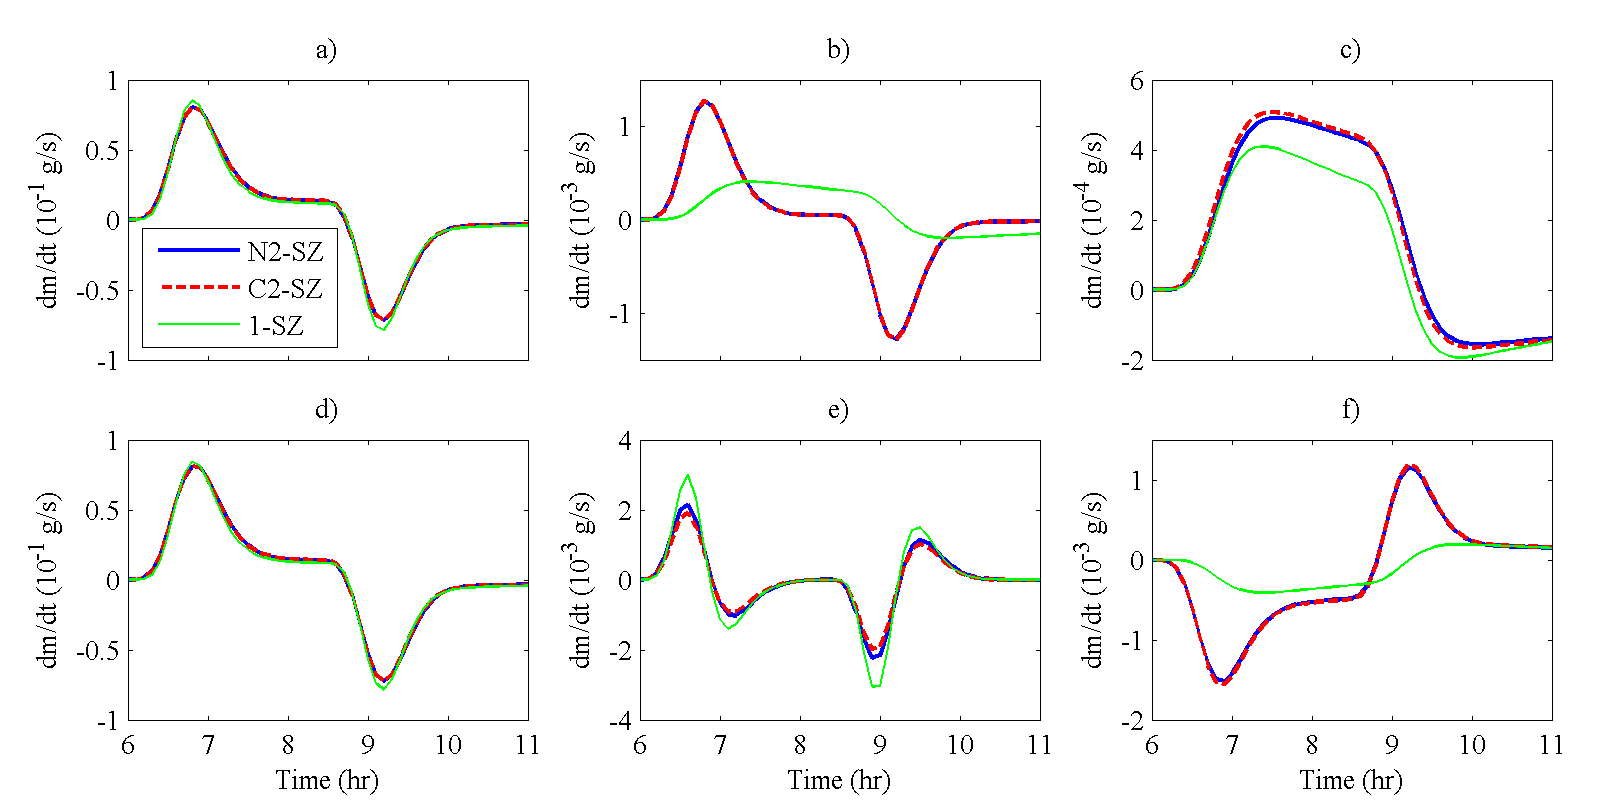 a) b) c)
1 0.5 0 -0.5 -1
dm/dt (10-1 g/s)
N2-SZ
C2-SZ
1-SZ
1 0 -1
dm/dt (10-3 g/s)
6 4 2 0 -2
dm/dt (10-4 g/s)
d) e) f)
1 0.5 0 -0.5 -1
dm/dt (10-1 g/s)
6 7 8 9 10 11
Time (hr)
4 2 0 -2 -4
dm/dt (10-3 g/s)
6 7 8 9 10 11
Time (hr)
1 0 -1 -2
dm/dt (10-3 g/s)
6 7 8 9 10 11
Time (hr)